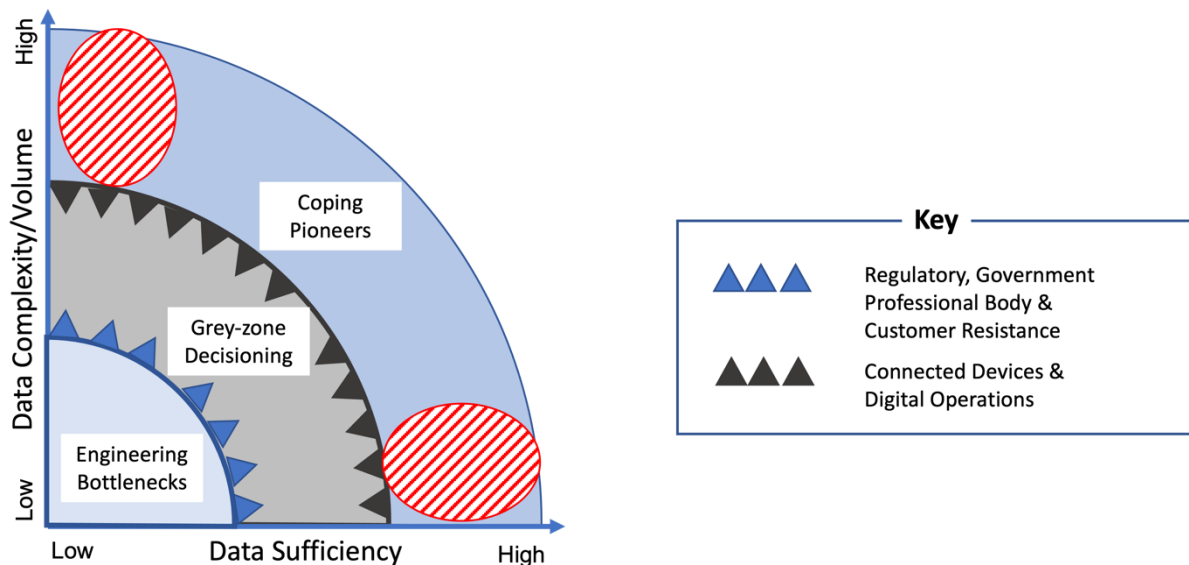 High
Data Complexity/Volume
Low
Coping
Pioneers
Grey-zone
Decisioning
Engineering
Bottlenecks
Low
Data Sufficiency
High
Key
Regulatory, Government
Professional Body &
Customer Resistance
Connected Devices &
Digital Operations